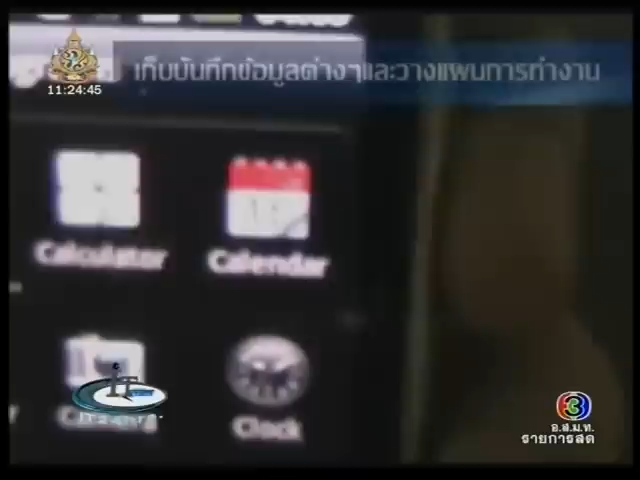 เก็บบันทึกข้อมูลต่างๆและวางแผนการทำงาน
11:24:45
Calculator
Calendar
Clock
IT
3
อ.ส.ม.ท.
รายการสด